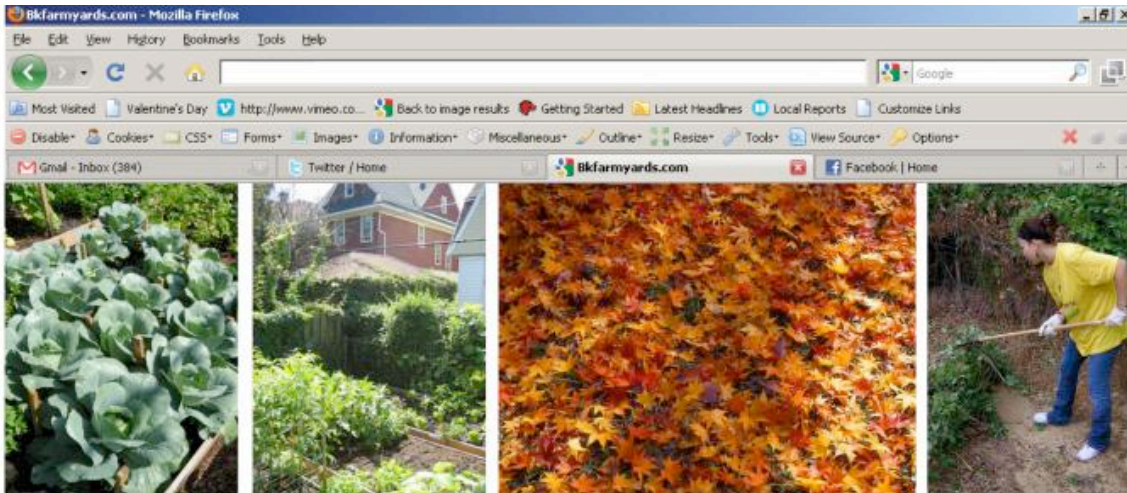 Bkfarmyards.com - Mozilla Firefox
File Edit View History Bookmarks Tools Help
Google
Most Visited Valentine's Day http://www.vimeo.co... Back to image results Getting Started Latest Headlines Local Reports Customize Links
Disable Cookies CSS Forms Images Information Miscellaneous Outline Resize Tools View Source Options
Gmail - Inbox (384) Twitter / Home Bkfarmyards.com Facebook | Home